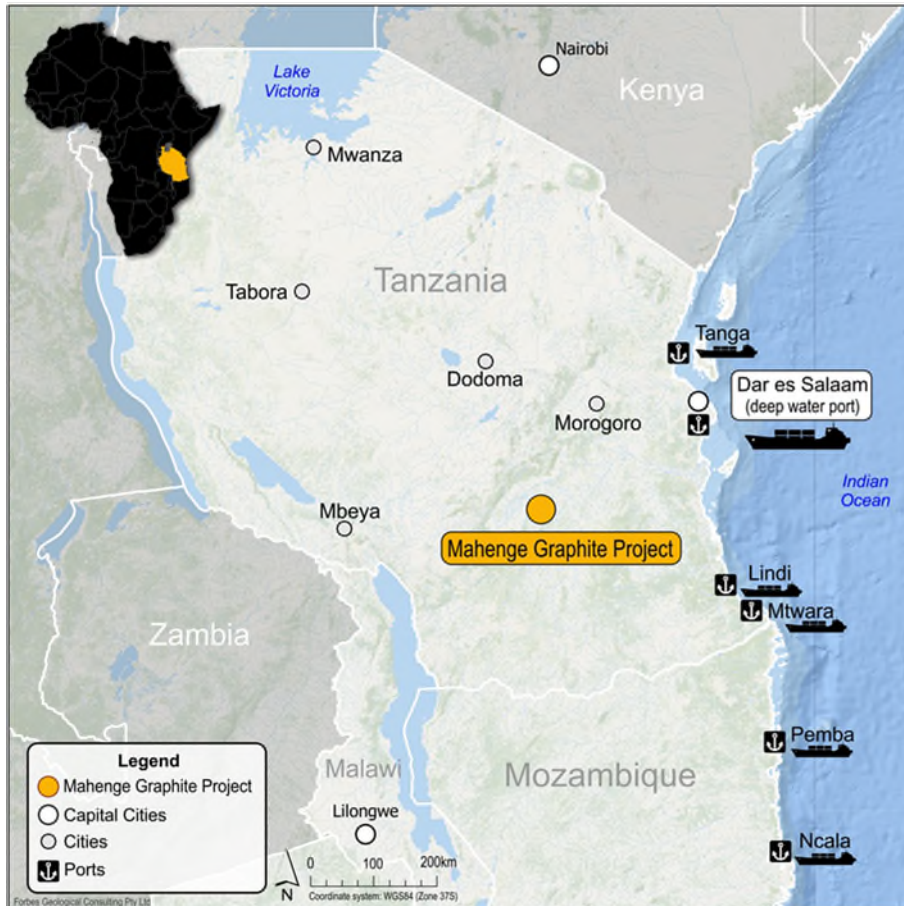 Nairobi
Lake
Victoria
Kenya
Mwanza
Tanzania
Tabora
Tanga
Dodoma
Dar es Salaam
(deep water port)
Morogoro
Indian
Ocean
Mbeya
Mahenge Graphite Project
Lindi
Mtwara
Zambia
Pemba
Legend
Mahenge Graphite Project
Capital Cities
Cities
Ports
Malawi
Mozambique
Lilongwe
Ncala
N
0 100 200km
Coordinate system: WGS84 (Zone 37S)
Forbes Geological Consulting Pty Ltd